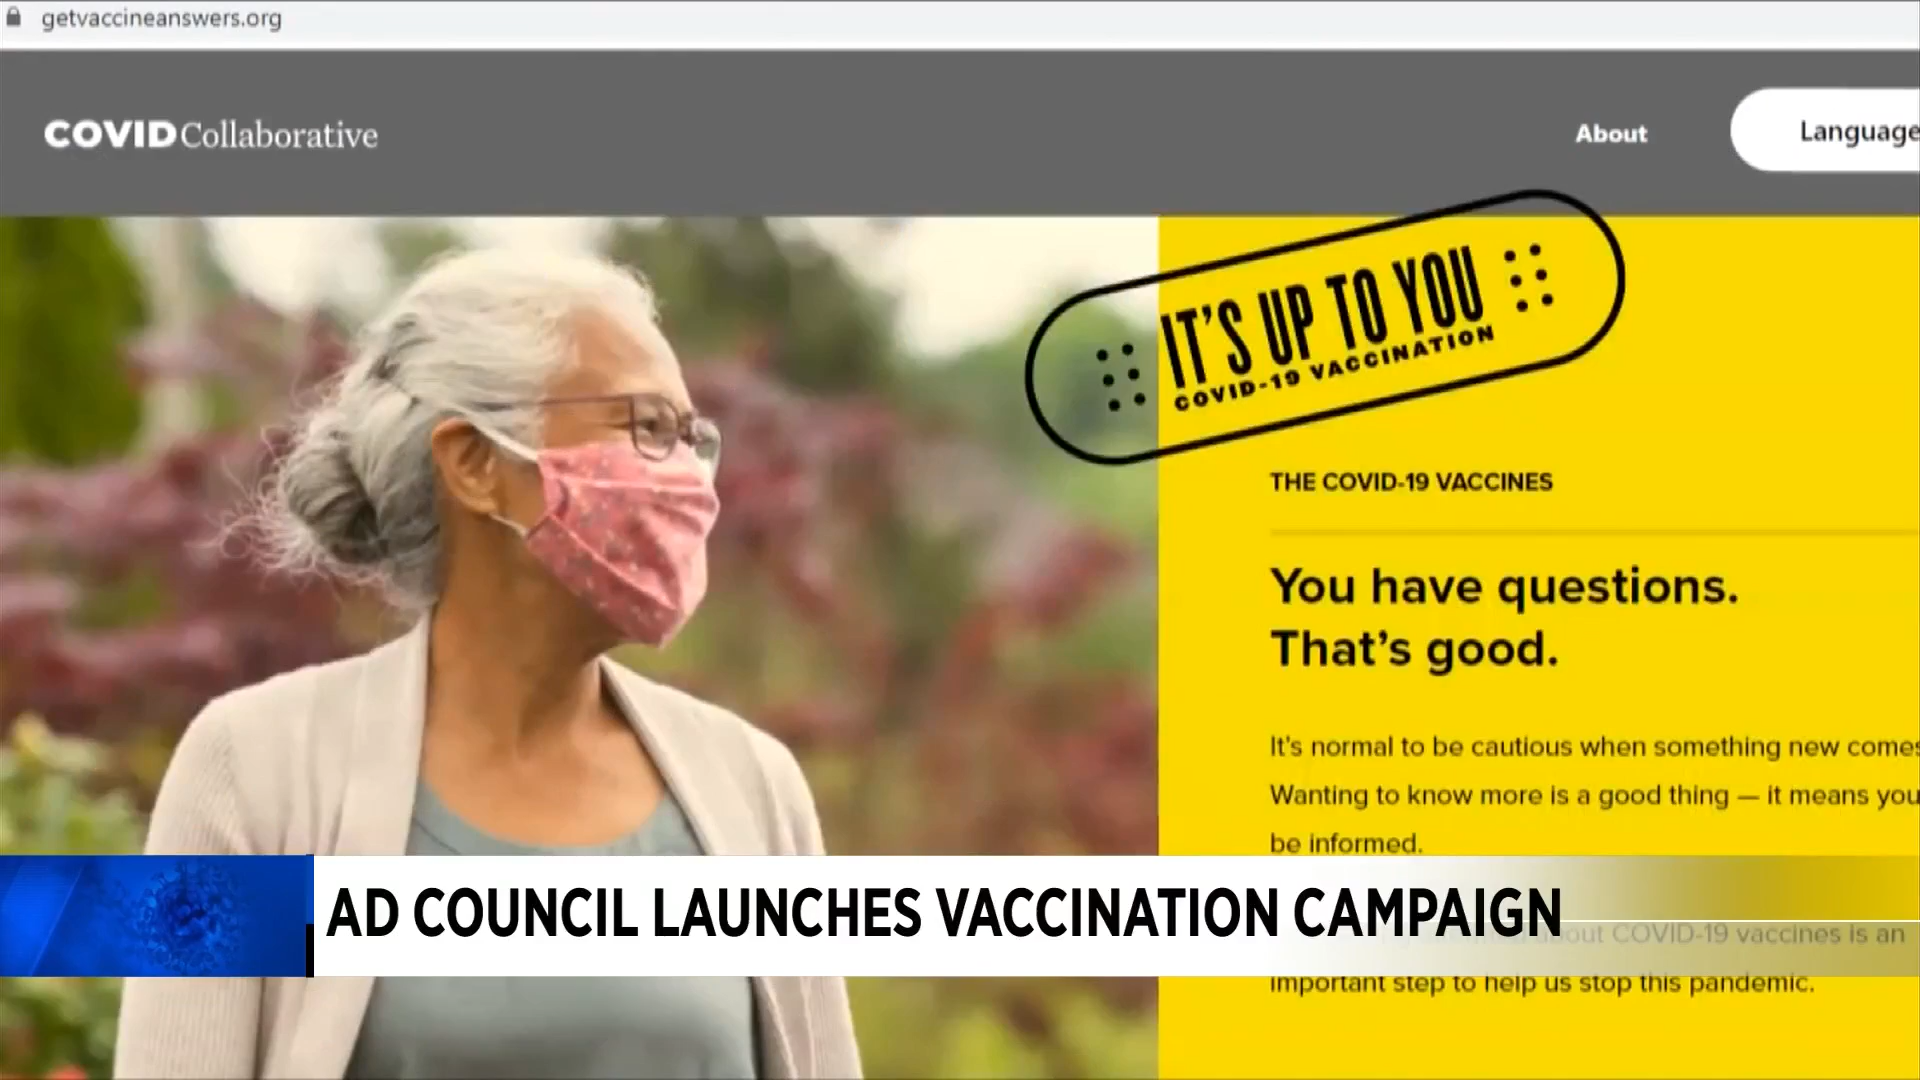 getvaccineanswers.org
COVID Collaborative
About
Language
IT'S UP TO YOU
COVID-19 VACCINATION
THE COVID-19 VACCINES
You have questions.
That's good.
It's normal to be cautious when something new comes
Wanting to know more is a good thing — it means you
be informed.
AD COUNCIL LAUNCHES VACCINATION CAMPAIGN
about COVID-19 vaccines is an
important step to help us stop this pandemic.